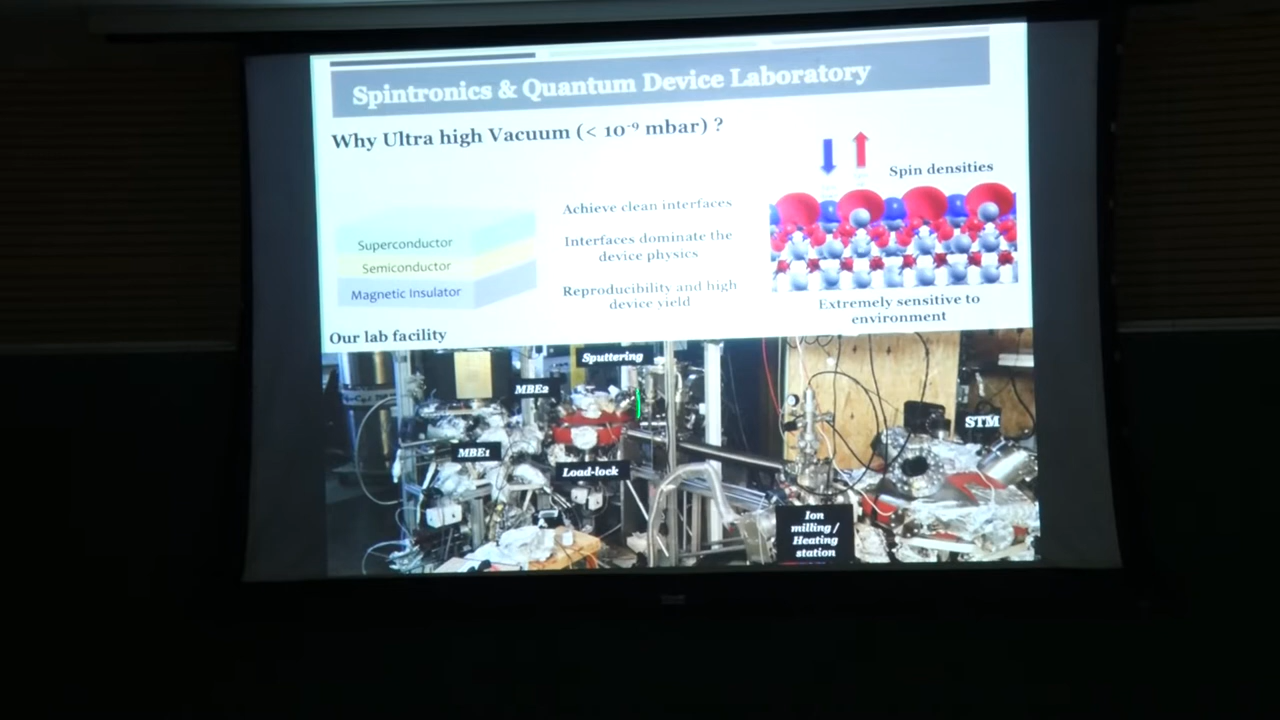 Spintronics & Quantum Device Laboratory
Why Ultra high Vacuum (< 10⁻⁹ mbar) ?
Superconductor
Semiconductor
Magnetic Insulator
Achieve clean interfaces
Interfaces dominate the
device physics
Reproducibility and high
device yield
Spin densities
Extremely sensitive to
environment
Our lab facility
Sputtering
MBE2
MBE1
Load-lock
STM
Ion
milling /
Heating
station